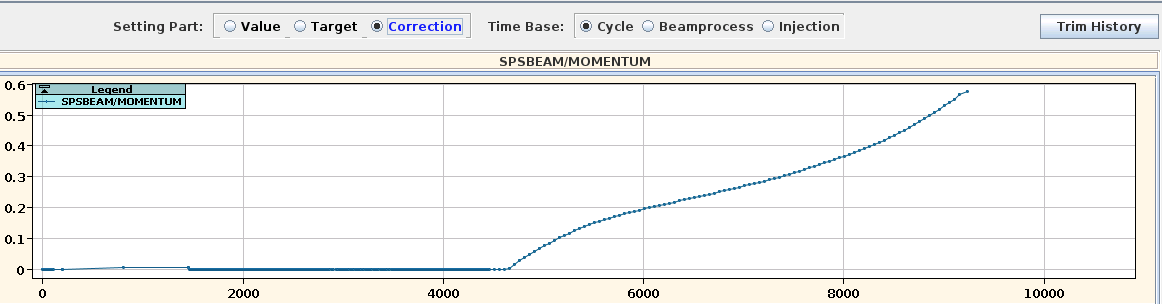 Setting Part: Value Target Correction Time Base: Cycle Beamprocess Injection Trim History
SPSBEAM/MOMENTUM
Legend
SPSBEAM/MOMENTUM
0.6
0.5
0.4
0.3
0.2
0.1
0
0 2000 4000 6000 8000 10000